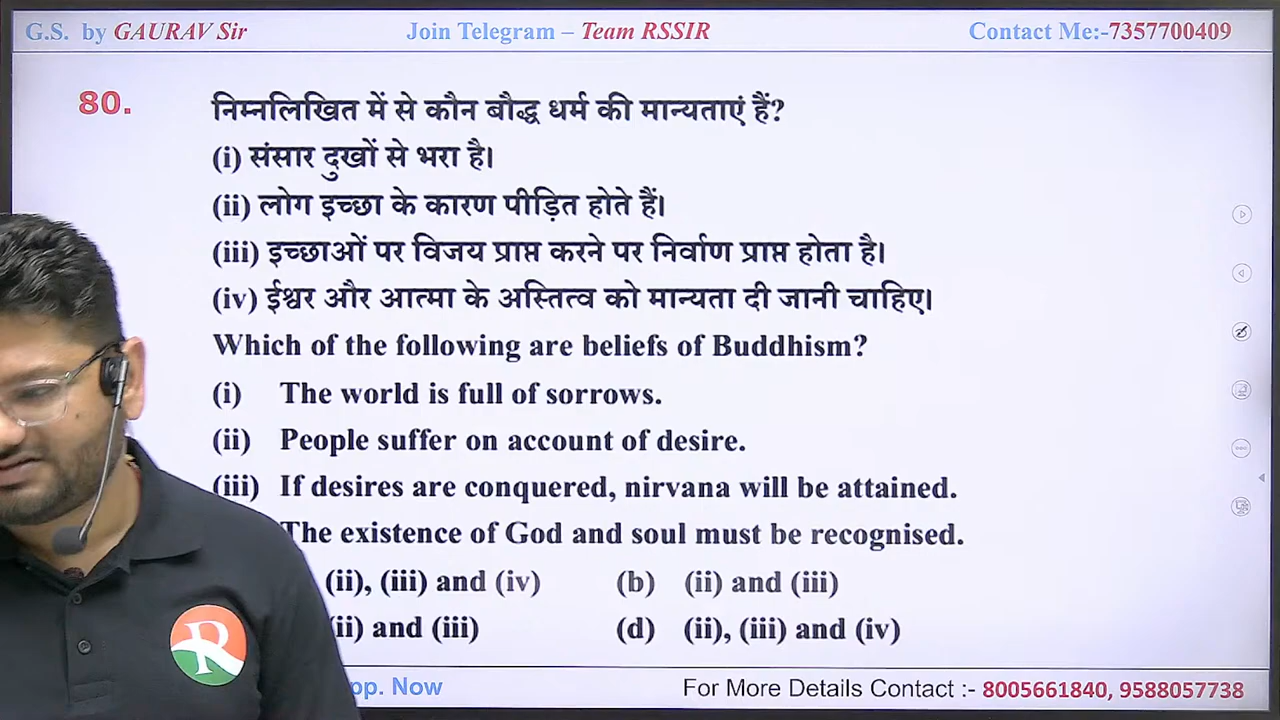 G.S. by GAURAV Sir Join Telegram – Team RSSIR Contact Me:-7357700409
80. निम्नलिखित में से कौन बौद्ध धर्म की मान्यताएं हैं?
(i) संसार दुखों से भरा है।
(ii) लोग इच्छा के कारण पीड़ित होते हैं।
(iii) इच्छाओं पर विजय प्राप्त करने पर निर्वाण प्राप्त होता है।
(iv) ईश्वर और आत्मा के अस्तित्व को मान्यता दी जानी चाहिए।
Which of the following are beliefs of Buddhism?
(i) The world is full of sorrows.
(ii) People suffer on account of desire.
(iii) If desires are conquered, nirvana will be attained.
The existence of God and soul must be recognised.
(ii), (iii) and (iv) (b) (ii) and (iii)
ii) and (iii) (d) (ii), (iii) and (iv)
pp. Now For More Details Contact :- 8005661840, 9588057738
R